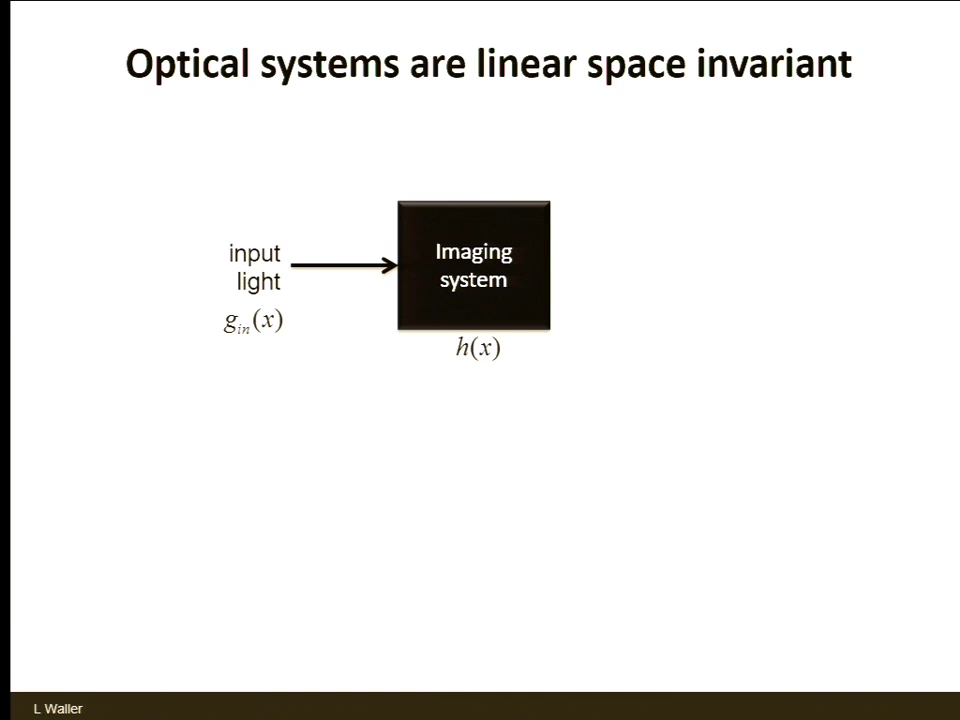 Optical systems are linear space invariant
input
light
g_in(x)
Imaging
system
h(x)
L Waller